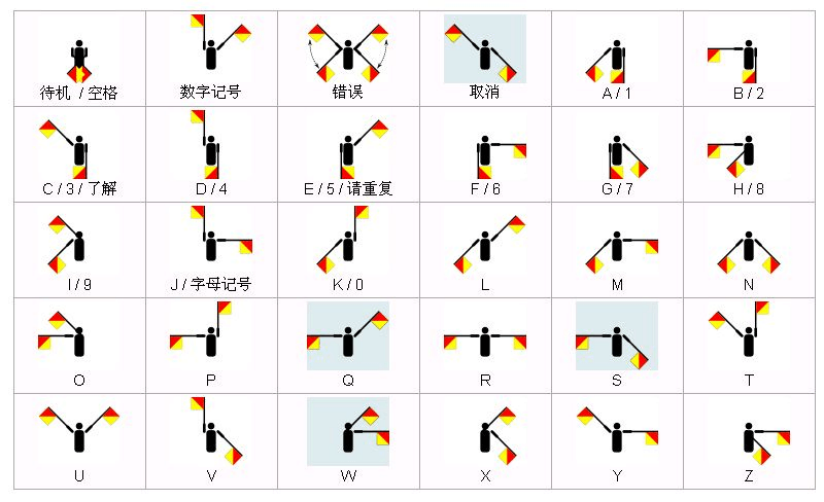 待机 / 空格
数字记号
错误
取消
A / 1
B / 2
C / 3 / 了解
D / 4
E / 5 / 请重复
F / 6
G / 7
H / 8
I / 9
J / 字母记号
K / 0
L
M
N
O
P
Q
R
S
T
U
V
W
X
Y
Z